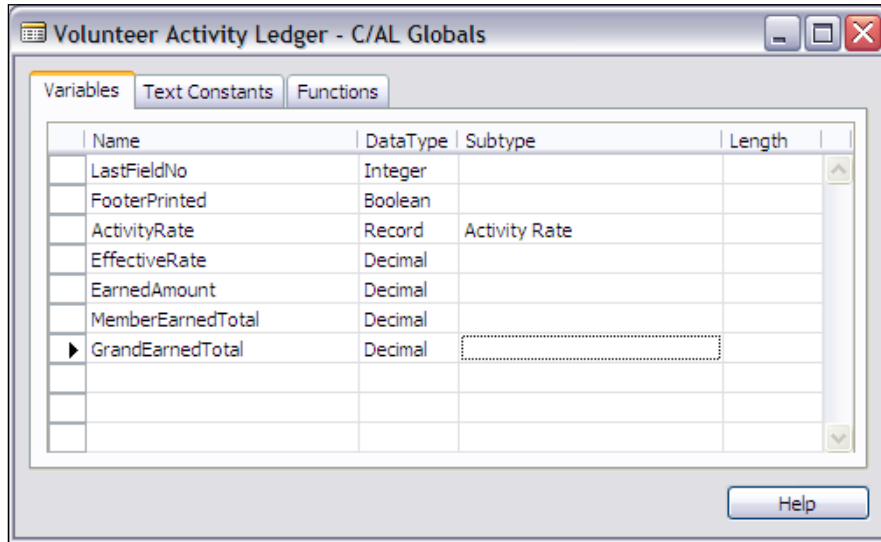 Volunteer Activity Ledger - C/AL Globals
Variables Text Constants Functions
Name DataType Subtype Length
LastFieldNo Integer
FooterPrinted Boolean
ActivityRate Record Activity Rate
EffectiveRate Decimal
EarnedAmount Decimal
MemberEarnedTotal Decimal
GrandEarnedTotal Decimal
Help